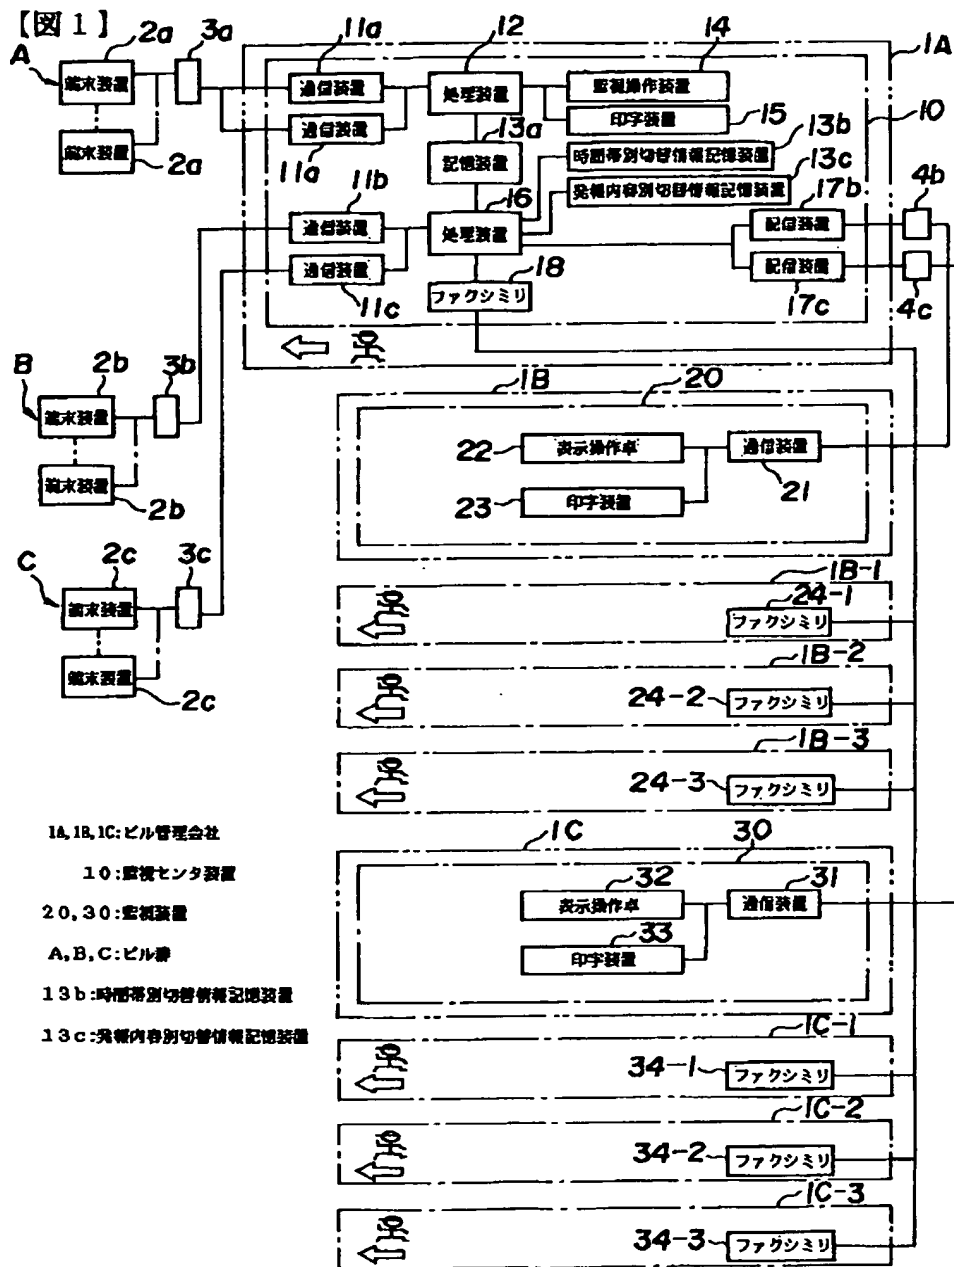 【図1】
A
2a
3a
端末装置
端末装置
2a
11a
12
14
1A
通信装置
処理装置
監視操作装置
通信装置
13a
印字装置
15
10
11a
記憶装置
時間帯別切替情報記憶装置
13b
発報内容別切替情報記憶装置
13c
11b
16
17b
4b
通信装置
処理装置
配信装置
通信装置
18
配信装置
11c
ファクシミリ
17c
4c
B
2b
3b
端末装置
端末装置
2b
C
2c
3c
端末装置
端末装置
2c
1B
20
22
表示操作卓
通信装置
21
23
印字装置
1B-1
24-1
ファクシミリ
1B-2
24-2
ファクシミリ
1B-3
24-3
ファクシミリ
1C
30
32
31
表示操作卓
通信装置
33
印字装置
1C-1
34-1
ファクシミリ
1C-2
34-2
ファクシミリ
1C-3
34-3
ファクシミリ
1A,1B,1C:ビル管理会社
10:監視センタ装置
20,30:監視装置
A,B,C:ビル群
13b:時間帯別切替情報記憶装置
13c:発報内容別切替情報記憶装置